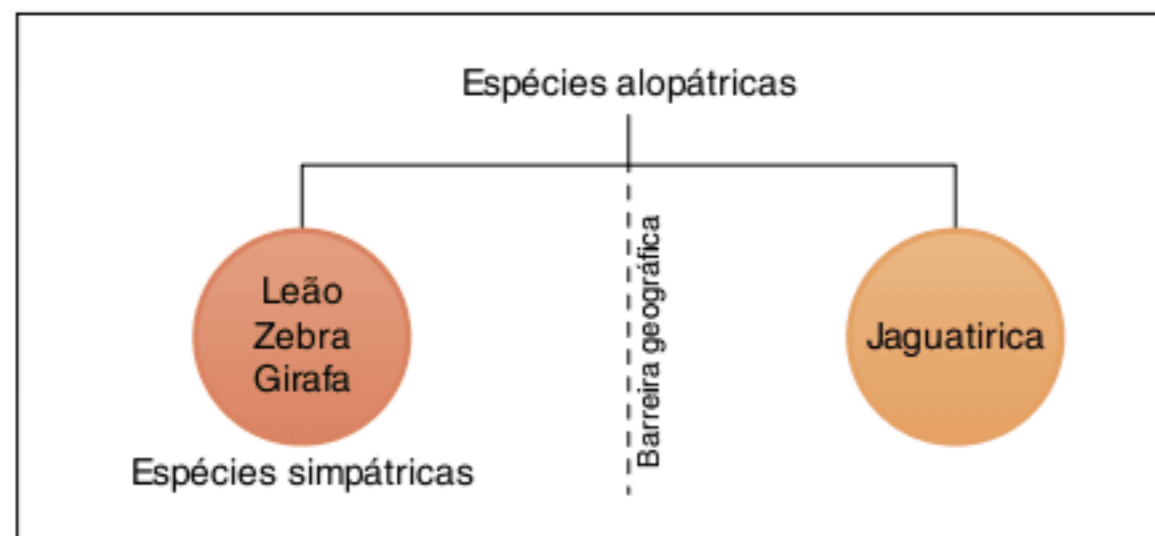 Espécies alopátricas
Leão
Zebra
Girafa
Barreira geográfica
Jaguatirica
Espécies simpátricas